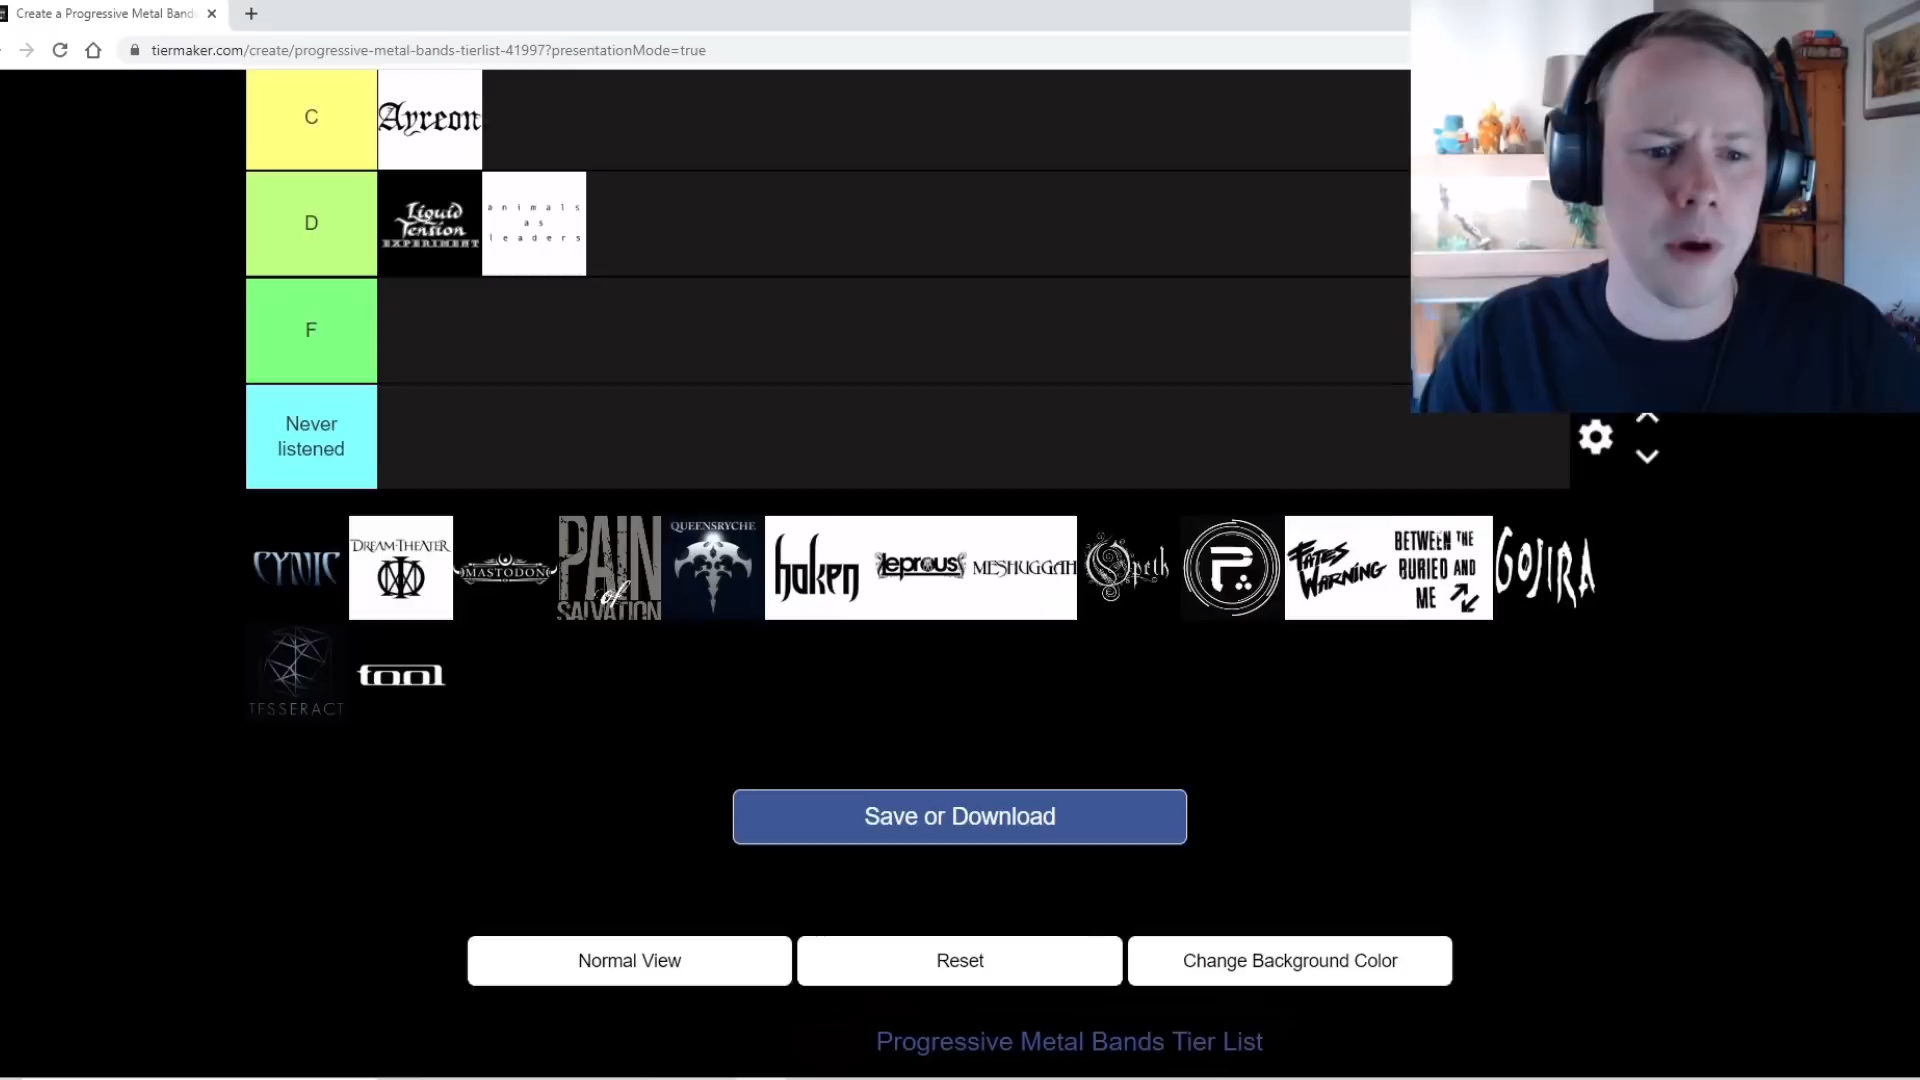 Create a Progressive Metal Band
tiermaker.com/create/progressive-metal-bands-tierlist-41997?presentationMode=true
C
Ayreon
D
Liquid
Tension
EXPERIMENT
animals
as
leaders
F
Never
listened
CYNIC
DREAM THEATER
MASTODON
PAIN
of
SALVATION
QUEENSRYCHE
haken
leprous
MESHUGGAH
Opeth
P
FATES
WARNING
BETWEEN THE
BURIED AND
ME
GOJIRA
TESSERACT
tool
Save or Download
Normal View
Reset
Change Background Color
Progressive Metal Bands Tier List